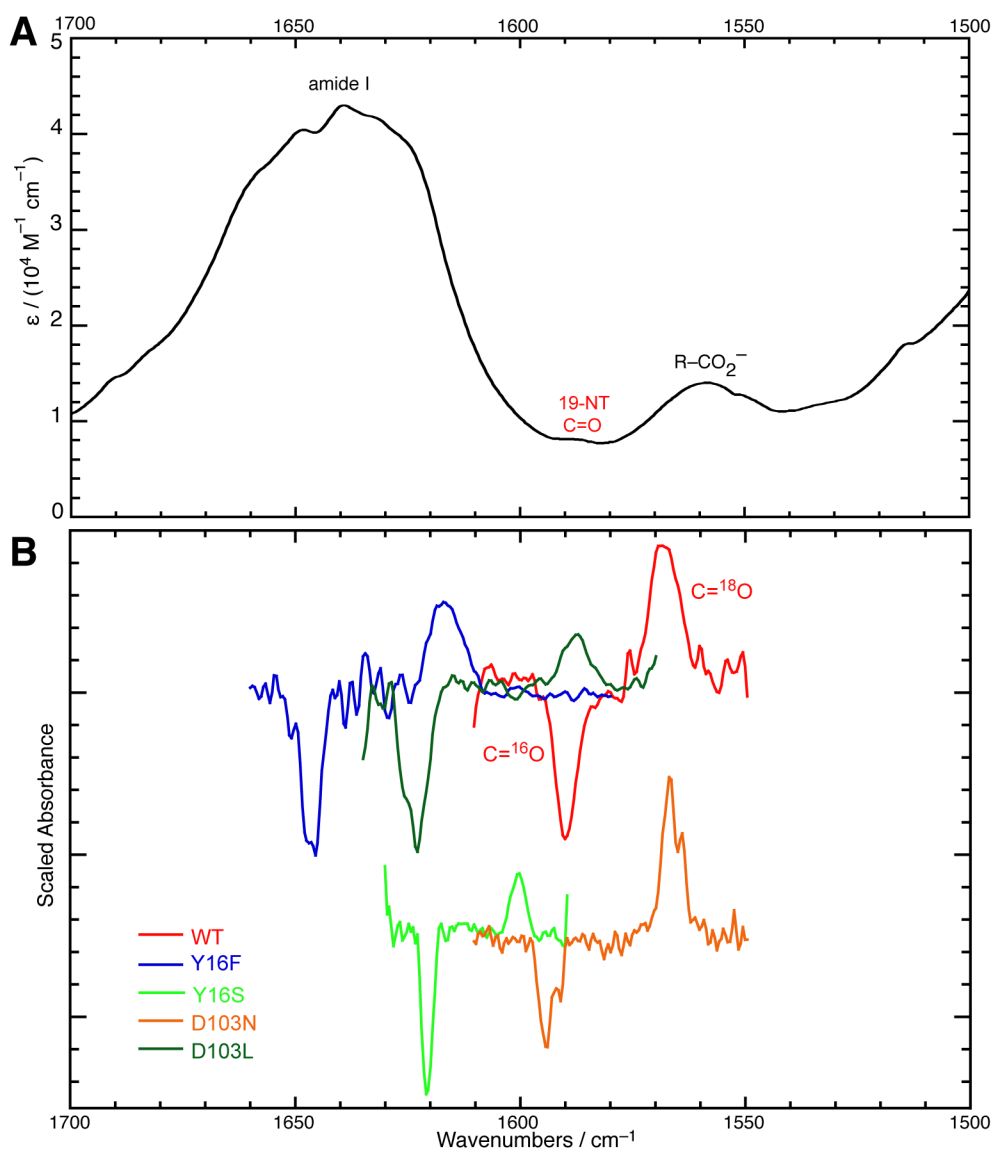 A
1700 1650 1600 1550 1500
5
amide I
4
ε / (10⁴ M⁻¹ cm⁻¹)
3
2
R–CO₂⁻
19-NT
C=O
1
0
B
C=¹⁸O
C=¹⁶O
Scaled Absorbance
WT
Y16F
Y16S
D103N
D103L
1700 1650 1600 1550 1500
Wavenumbers / cm⁻¹